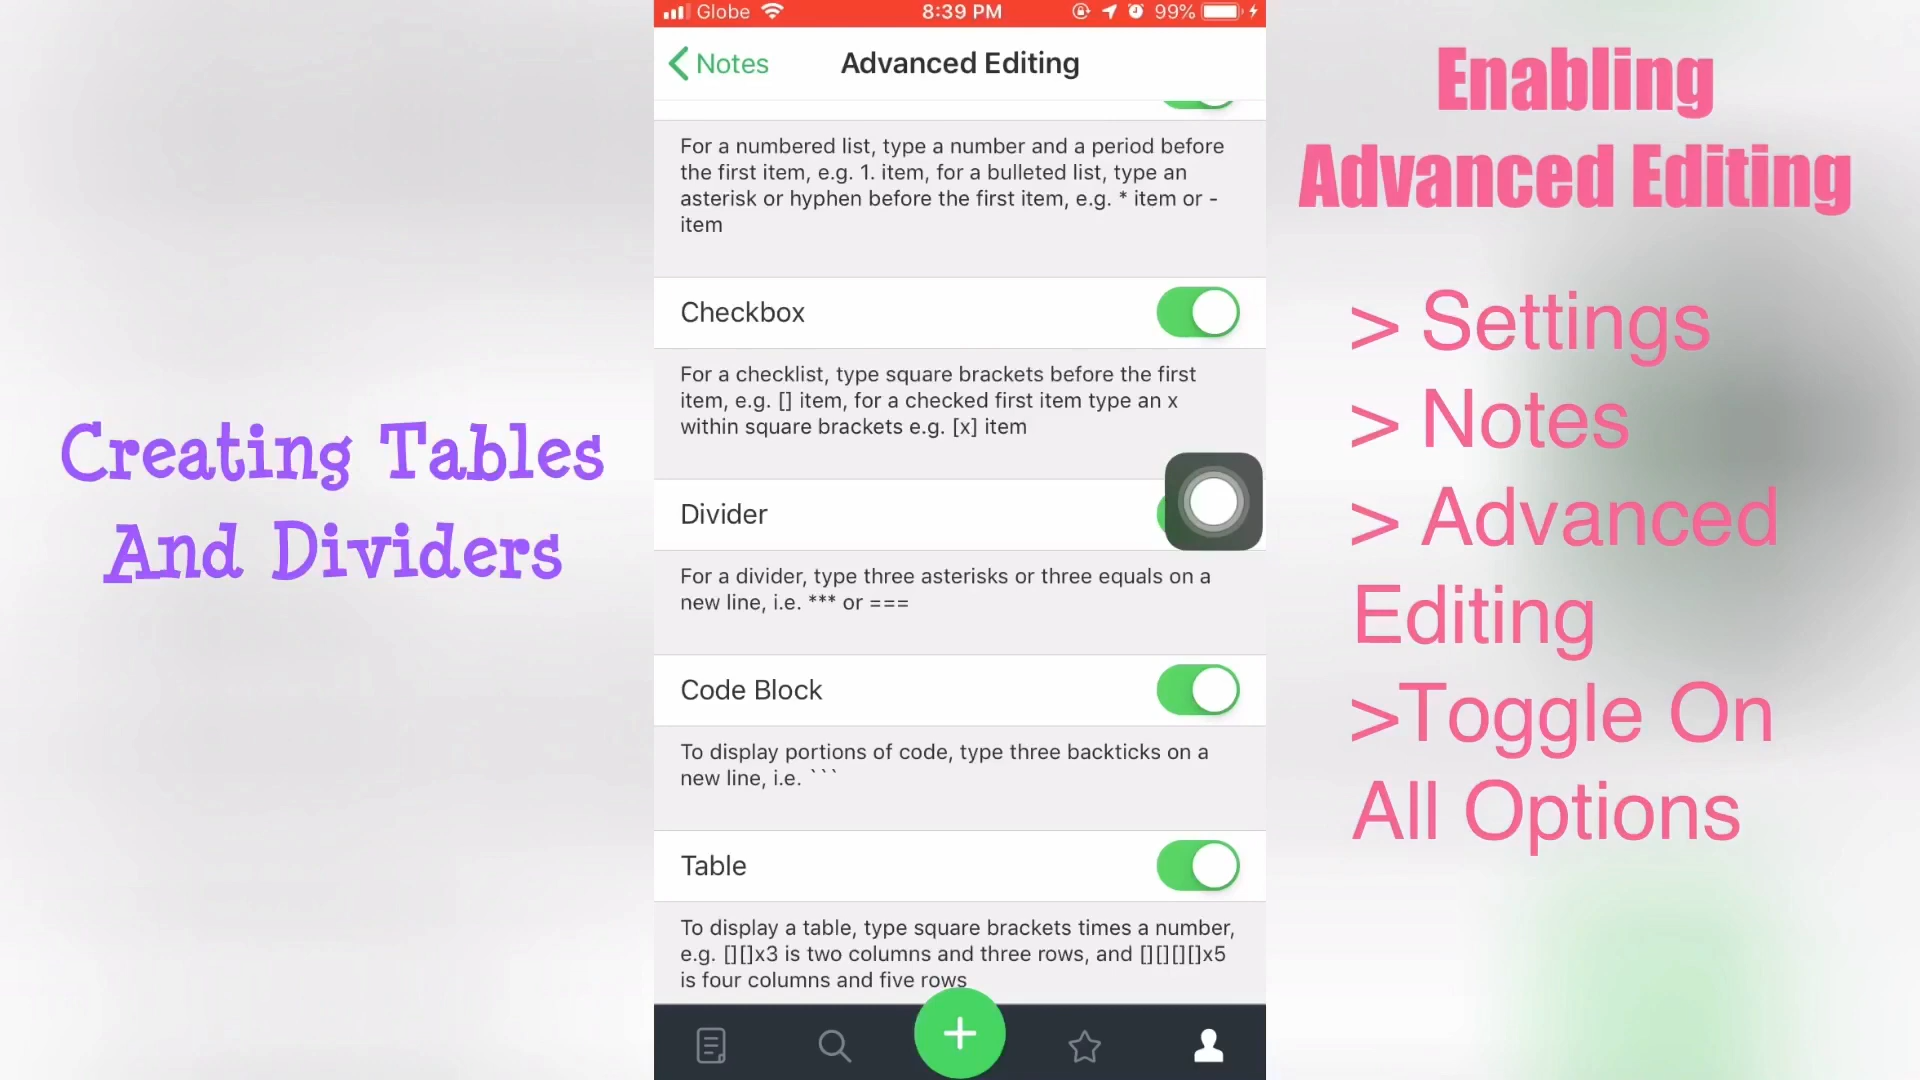 Creating Tables
And Dividers
Globe 8:39 PM 99%
Notes Advanced Editing
For a numbered list, type a number and a period before
the first item, e.g. 1. item, for a bulleted list, type an
asterisk or hyphen before the first item, e.g. * item or -
item
Checkbox
For a checklist, type square brackets before the first
item, e.g. [] item, for a checked first item type an x
within square brackets e.g. [x] item
Divider
For a divider, type three asterisks or three equals on a
new line, i.e. *** or ===
Code Block
To display portions of code, type three backticks on a
new line, i.e. ```
Table
To display a table, type square brackets times a number,
e.g. [][]x3 is two columns and three rows, and [][][][]x5
is four columns and five rows
Enabling
Advanced Editing
> Settings
> Notes
> Advanced
Editing
>Toggle On
All Options